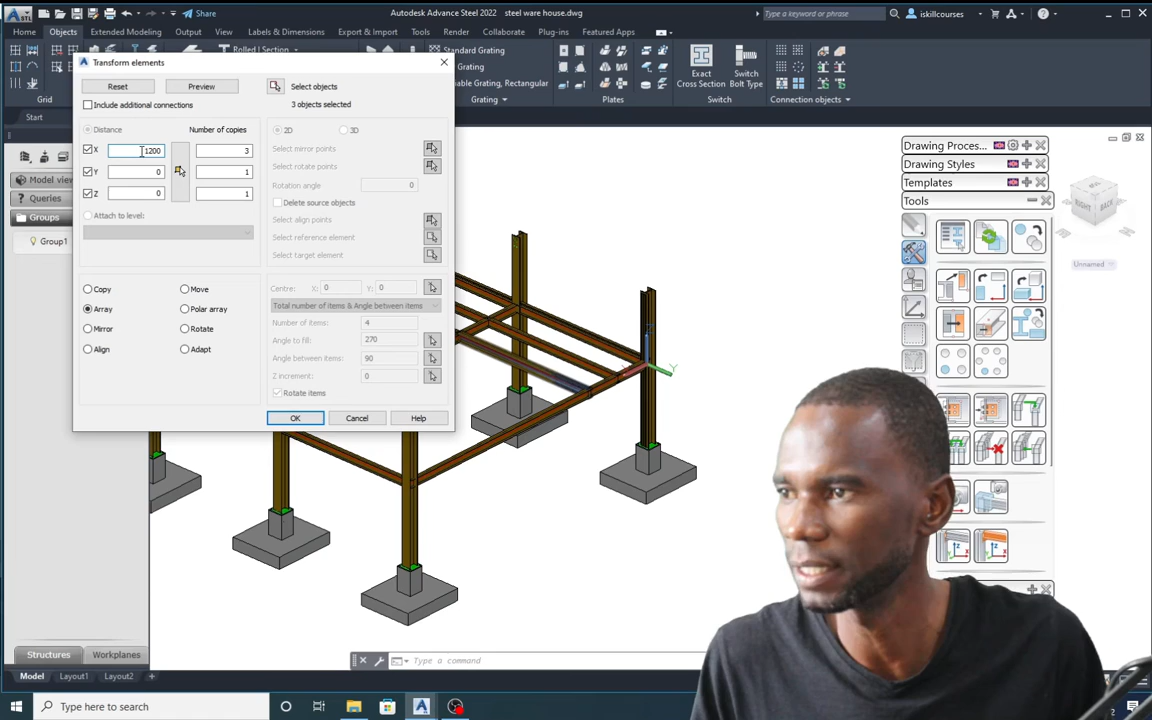 STL
Share
Autodesk Advance Steel 2022 steel ware house.dwg
Type a keyword or phrase
iskillcourses
Home
Objects
Extended Modeling
Output
View
Labels & Dimensions
Export & Import
Tools
Render
Collaborate
Plug-ins
Featured Apps
Rolled I Section
Standard Grating
Grating
Grating, Rectangular
Exact
Cross Section
Switch
Bolt Type
Grid
Grating
Plates
Switch
Connection objects
Start
Model view
Queries
Groups
Group1
Transform elements
Reset
Preview
Select objects
Include additional connections
3 objects selected
Distance
Number of copies
X
1200
3
Y
0
1
Z
0
1
Attach to level:
2D
3D
Select mirror points
Select rotate points
Rotation angle
0
Delete source objects
Select align points
Select reference element
Select target element
Copy
Move
Array
Polar array
Mirror
Rotate
Align
Adapt
Centre:
X:
0
Y:
0
Total number of items & Angle between items
Number of items:
4
Angle to fill:
270
Angle between items:
90
Z increment:
0
Rotate items
OK
Cancel
Help
Drawing Proces...
Drawing Styles
Templates
Tools
RIGHT
BACK
Unnamed
Z
Y
Structures
Workplanes
Type a command
Model
Layout1
Layout2
Type here to search